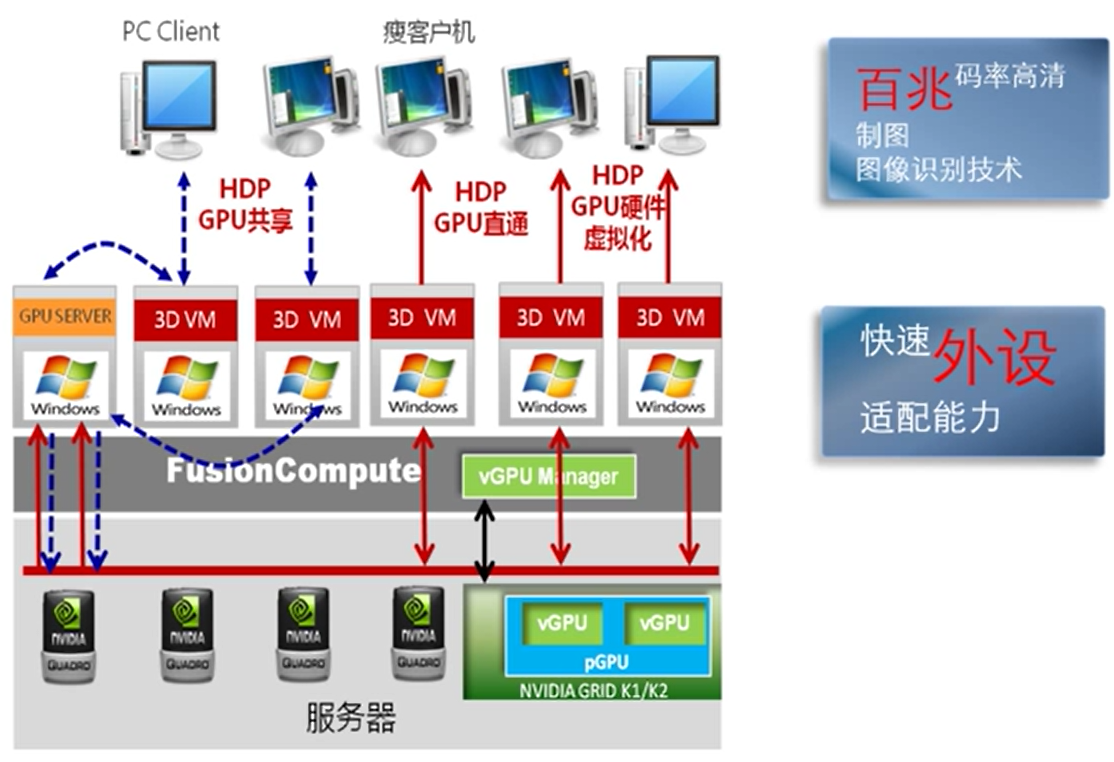 PC Client
瘦客户机
HDP
GPU共享
HDP
GPU直通
HDP
GPU硬件
虚拟化
GPU SERVER
3D VM
3D VM
3D VM
3D VM
3D VM
Windows
Windows
Windows
Windows
Windows
Windows
FusionCompute
vGPU Manager
NVIDIA
QUADRO
NVIDIA
QUADRO
NVIDIA
QUADRO
NVIDIA
QUADRO
vGPU
vGPU
pGPU
NVIDIA GRID K1/K2
服务器
百兆码率高清
制图
图像识别技术
快速外设
适配能力